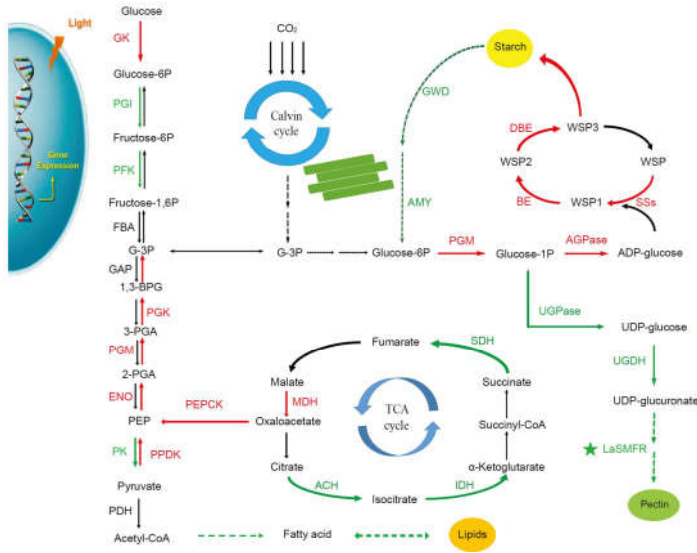 Light
Gene
Expression
Glucose
GK
Glucose-6P
PGI
Fructose-6P
PFK
Fructose-1,6P
FBA
G-3P
GAP
1,3-BPG
PGK
3-PGA
PGM
2-PGA
ENO
PEP
PK
PPDK
Pyruvate
PDH
Acetyl-CoA
Fatty acid
Lipids
PEPCK
CO₂
Calvin
cycle
G-3P
Glucose-6P
PGM
Glucose-1P
AGPase
ADP-glucose
Starch
GWD
AMY
DBE
WSP3
WSP2
WSP
BE
WSP1
SSs
UGPase
UDP-glucose
UGDH
UDP-glucuronate
LaSMFR
Pectin
Fumarate
SDH
Malate
MDH
Oxaloacetate
TCA
cycle
Succinate
Succinyl-CoA
α-Ketoglutarate
Citrate
ACH
Isocitrate
IDH